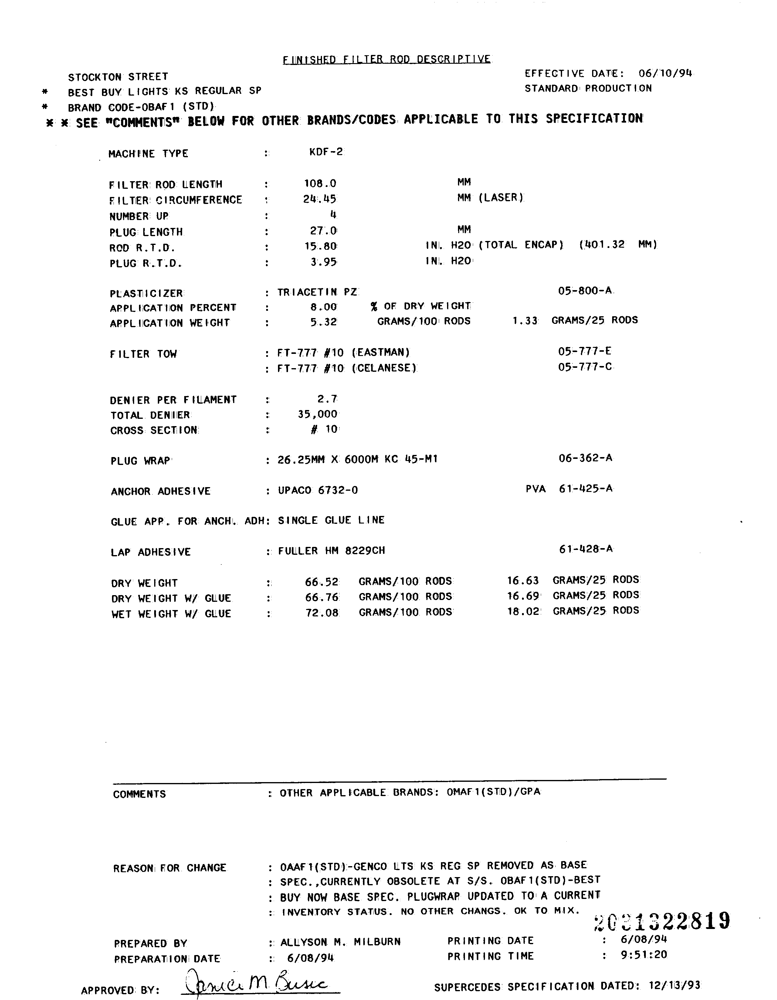 FINISHED FILTER ROD DESCRIPTIVE
STOCKTON STREET EFFECTIVE DATE: 06/10/94
* BEST BUY LIGHTS KS REGULAR SP STANDARD PRODUCTION
* BRAND CODE-OBAF1 (STD)
* * SEE "COMMENTS" BELOW FOR OTHER BRANDS/CODES APPLICABLE TO THIS SPECIFICATION
MACHINE TYPE : KDF-2
FILTER ROD LENGTH : 108.0 MM
FILTER CIRCUMFERENCE : 24.45 MM (LASER)
NUMBER UP : 4
PLUG LENGTH : 27.0 MM
ROD R.T.D. : 15.80 IN. H2O (TOTAL ENCAP) (401.32 MM)
PLUG R.T.D. : 3.95 IN. H2O
PLASTICIZER : TRIACETIN PZ 05-800-A
APPLICATION PERCENT : 8.00 % OF DRY WEIGHT
APPLICATION WEIGHT : 5.32 GRAMS/100 RODS 1.33 GRAMS/25 RODS
FILTER TOW : FT-777 #10 (EASTMAN) 05-777-E
: FT-777 #10 (CELANESE) 05-777-C
DENIER PER FILAMENT : 2.7
TOTAL DENIER : 35,000
CROSS SECTION : # 10
PLUG WRAP : 26.25MM X 6000M KC 45-M1 06-362-A
ANCHOR ADHESIVE : UPACO 6732-0 PVA 61-425-A
GLUE APP. FOR ANCH. ADH: SINGLE GLUE LINE
LAP ADHESIVE : FULLER HM 8229CH 61-428-A
DRY WEIGHT : 66.52 GRAMS/100 RODS 16.63 GRAMS/25 RODS
DRY WEIGHT W/ GLUE : 66.76 GRAMS/100 RODS 16.69 GRAMS/25 RODS
WET WEIGHT W/ GLUE : 72.08 GRAMS/100 RODS 18.02 GRAMS/25 RODS
COMMENTS : OTHER APPLICABLE BRANDS: OMAF1(STD)/GPA
REASON FOR CHANGE : OAAF1(STD)-GENCO LTS KS REG SP REMOVED AS BASE
: SPEC.,CURRENTLY OBSOLETE AT S/S. OBAF1(STD)-BEST
: BUY NOW BASE SPEC. PLUGWRAP UPDATED TO A CURRENT
: INVENTORY STATUS. NO OTHER CHANGS. OK TO MIX.
2031322819
PREPARED BY : ALLYSON M. MILBURN PRINTING DATE : 6/08/94
PREPARATION DATE : 6/08/94 PRINTING TIME : 9:51:20
APPROVED BY: Janice M Busic SUPERCEDES SPECIFICATION DATED: 12/13/93